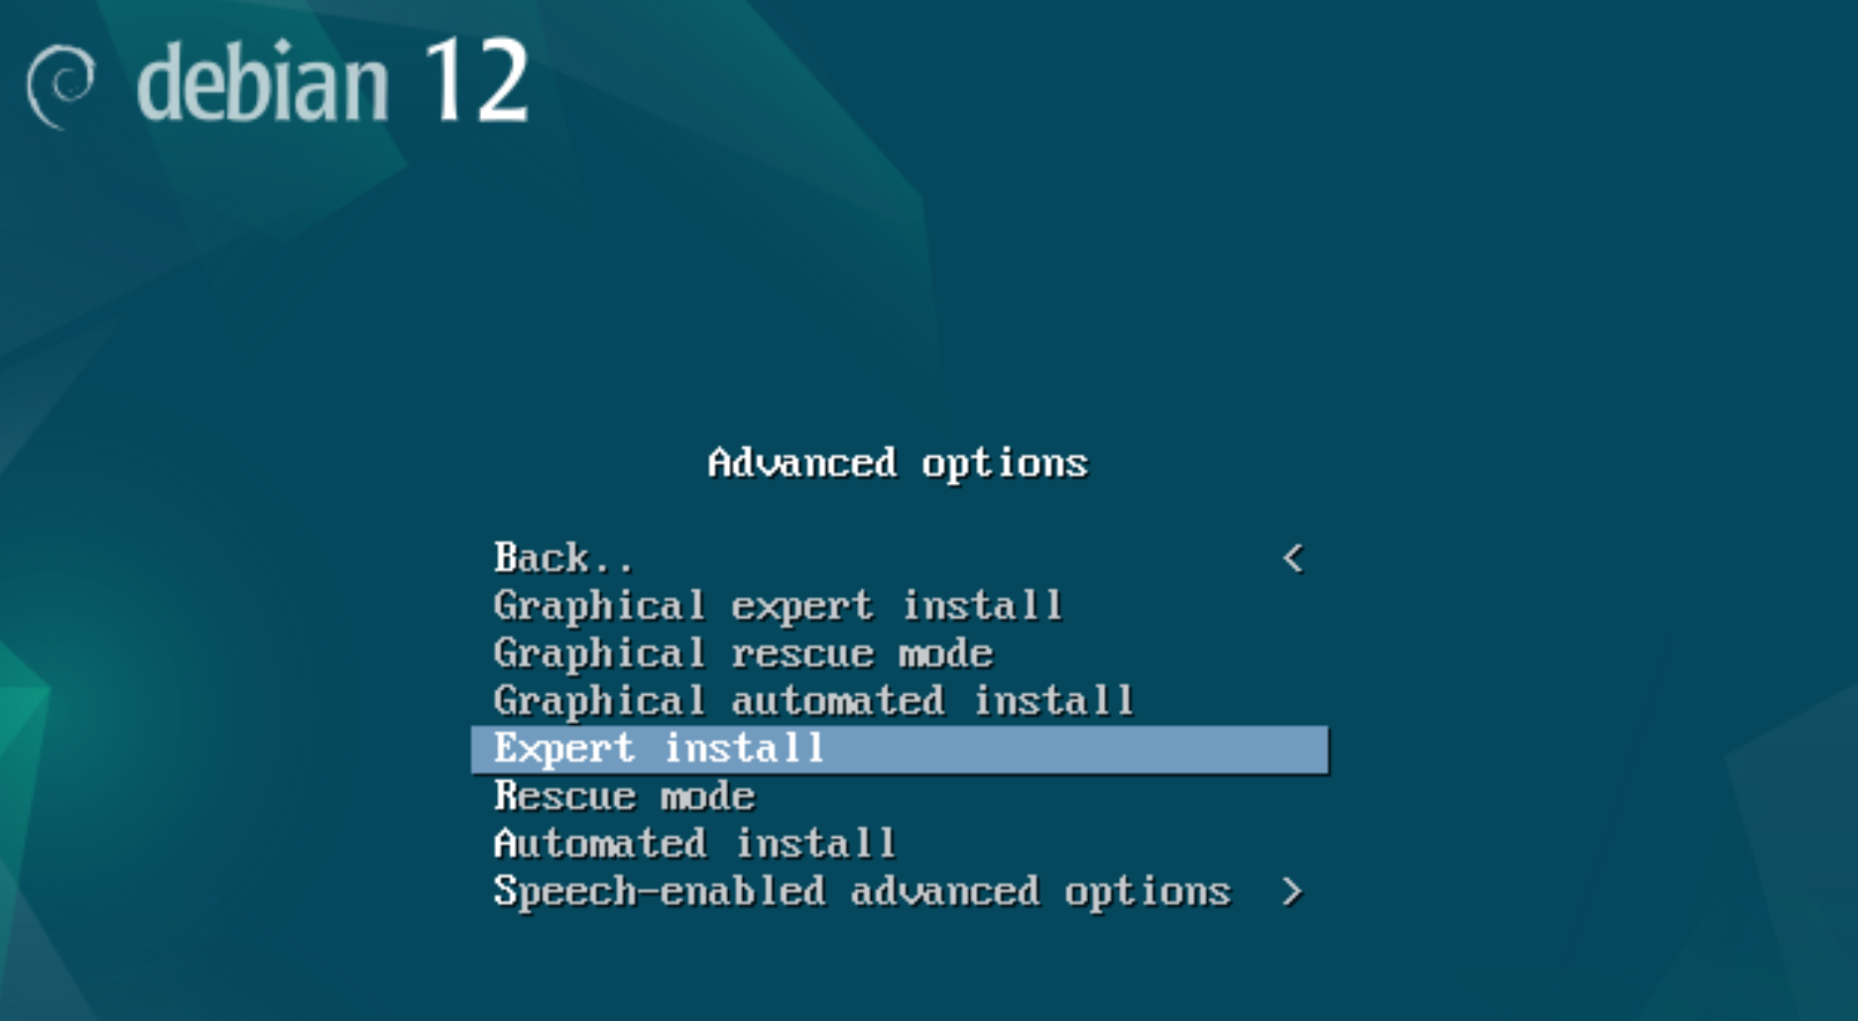 debian 12
Advanced options
Back.. <
Graphical expert install
Graphical rescue mode
Graphical automated install
Expert install
Rescue mode
Automated install
Speech-enabled advanced options >